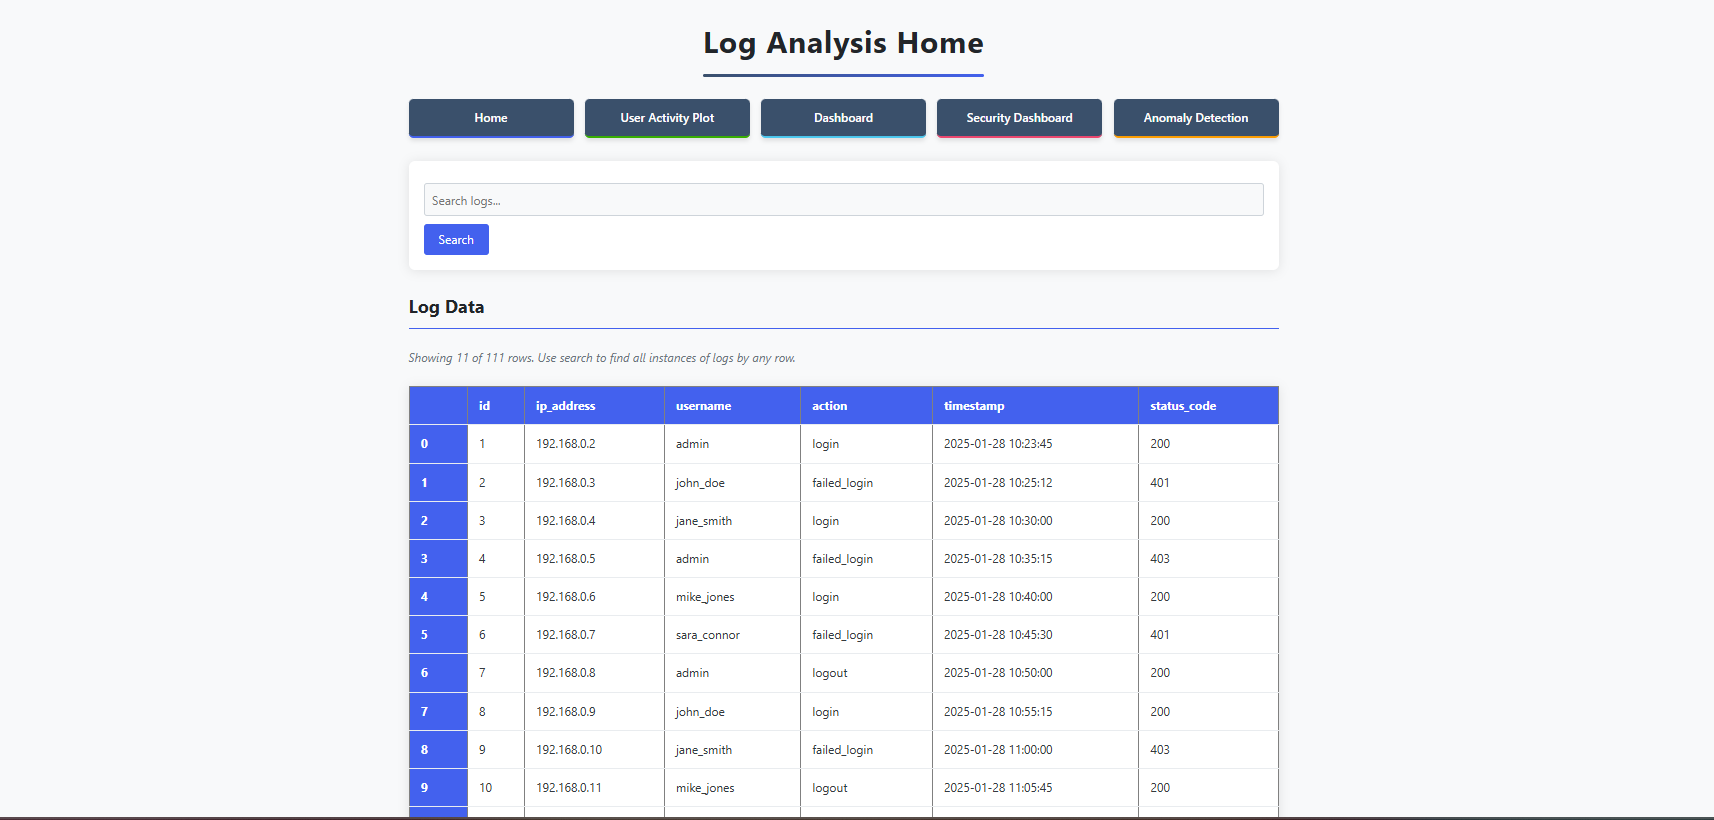 Log Analysis Home
Home User Activity Plot Dashboard Security Dashboard Anomaly Detection
Search logs...
Search
Log Data
Showing 11 of 111 rows. Use search to find all instances of logs by any row.
id ip_address username action timestamp status_code
0 1 192.168.0.2 admin login 2025-01-28 10:23:45 200
1 2 192.168.0.3 john_doe failed_login 2025-01-28 10:25:12 401
2 3 192.168.0.4 jane_smith login 2025-01-28 10:30:00 200
3 4 192.168.0.5 admin failed_login 2025-01-28 10:35:15 403
4 5 192.168.0.6 mike_jones login 2025-01-28 10:40:00 200
5 6 192.168.0.7 sara_connor failed_login 2025-01-28 10:45:30 401
6 7 192.168.0.8 admin logout 2025-01-28 10:50:00 200
7 8 192.168.0.9 john_doe login 2025-01-28 10:55:15 200
8 9 192.168.0.10 jane_smith failed_login 2025-01-28 11:00:00 403
9 10 192.168.0.11 mike_jones logout 2025-01-28 11:05:45 200